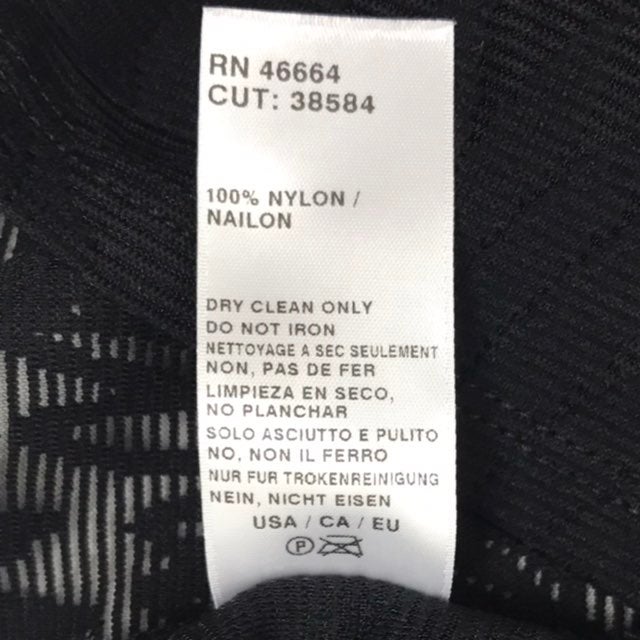 RN 46664
CUT: 38584
100% NYLON /
NAILON
DRY CLEAN ONLY
DO NOT IRON
NETTOYAGE A SEC SEULEMENT
NON, PAS DE FER
LIMPIEZA EN SECO,
NO PLANCHAR
SOLO ASCIUTTO E PULITO
NO, NON IL FERRO
NUR FUR TROKENREINIGUNG
NEIN, NICHT EISEN
USA / CA / EU
P